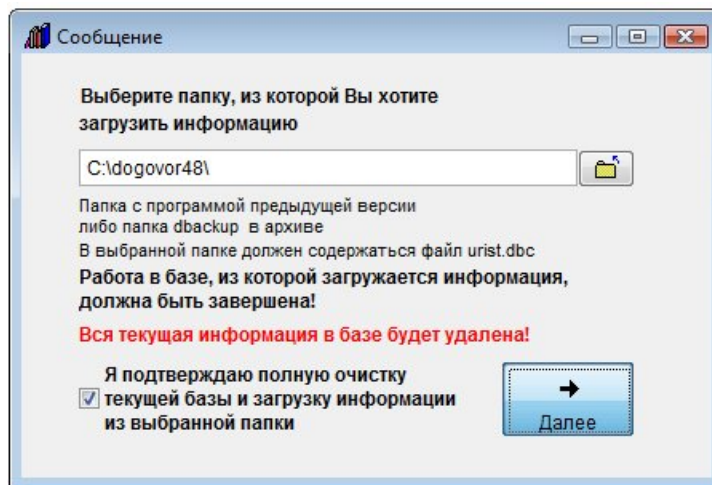 Сообщение
Выберите папку, из которой Вы хотите
загрузить информацию
C:\dogovor48\
Папка с программой предыдущей версии
либо папка dbackup в архиве
В выбранной папке должен содержаться файл urist.dbc
Работа в базе, из которой загружается информация,
должна быть завершена!
Вся текущая информация в базе будет удалена!
Я подтверждаю полную очистку
текущей базы и загрузку информации
из выбранной папки
Далее